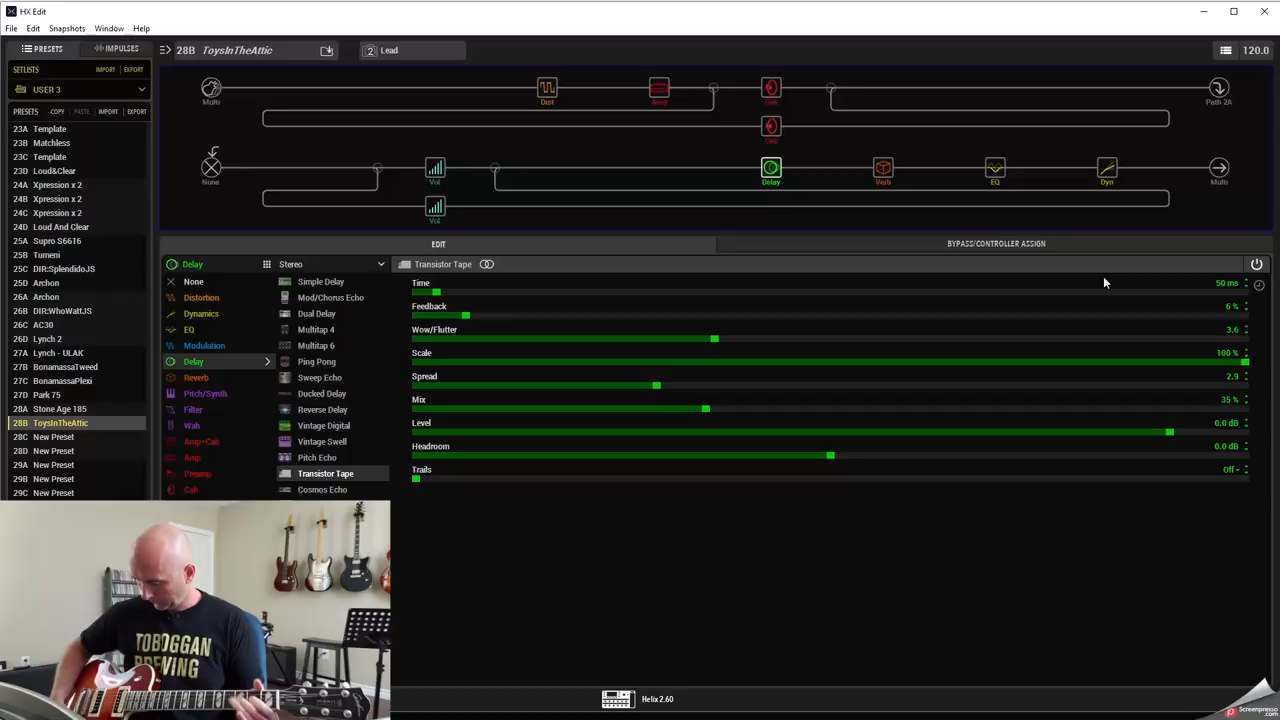 HX Edit
File Edit Snapshots Window Help
PRESETS IMPULSES 28B ToysInTheAttic 2 Lead 120.0
SETLISTS IMPORT EXPORT
USER 3
PRESETS COPY PASTE IMPORT EXPORT
Multi Dist Amp Cab Path 2A
Cab
None Vol Delay Verb EQ Dyn Multi
Vol
23A Template
23B Matchless
23C Template
23D Loud&Clear
24A Xpression x 2
24B Xpression x 2
24C Xpression x 2
24D Loud And Clear
25A Supro S6616
25B Tumeni
25C DIR:SplendidoJS
25D Archon
26A Archon
26B DIR:WhoWattJS
26C AC30
26D Lynch 2
27A Lynch - ULAK
27B BonamassaTweed
27C BonamassaPlexi
27D Park 75
28A Stone Age 185
28B ToysInTheAttic
28C New Preset
28D New Preset
29A New Preset
29B New Preset
29C New Preset
EDIT BYPASS/CONTROLLER ASSIGN
Delay Stereo Transistor Tape
None
Distortion
Dynamics
EQ
Modulation
Delay
Reverb
Pitch/Synth
Filter
Wah
Amp+Cab
Amp
Preamp
Cab
Simple Delay
Mod/Chorus Echo
Dual Delay
Multitap 4
Multitap 6
Ping Pong
Sweep Echo
Ducked Delay
Reverse Delay
Vintage Digital
Vintage Swell
Pitch Echo
Transistor Tape
Cosmos Echo
Time 50 ms
Feedback 6 %
Wow/Flutter 3.6
Scale 100 %
Spread 2.9
Mix 35 %
Level 0.0 dB
Headroom 0.0 dB
Trails Off
TOBOGGAN
BREWING
Helix 2.60
Screenpresso
.com